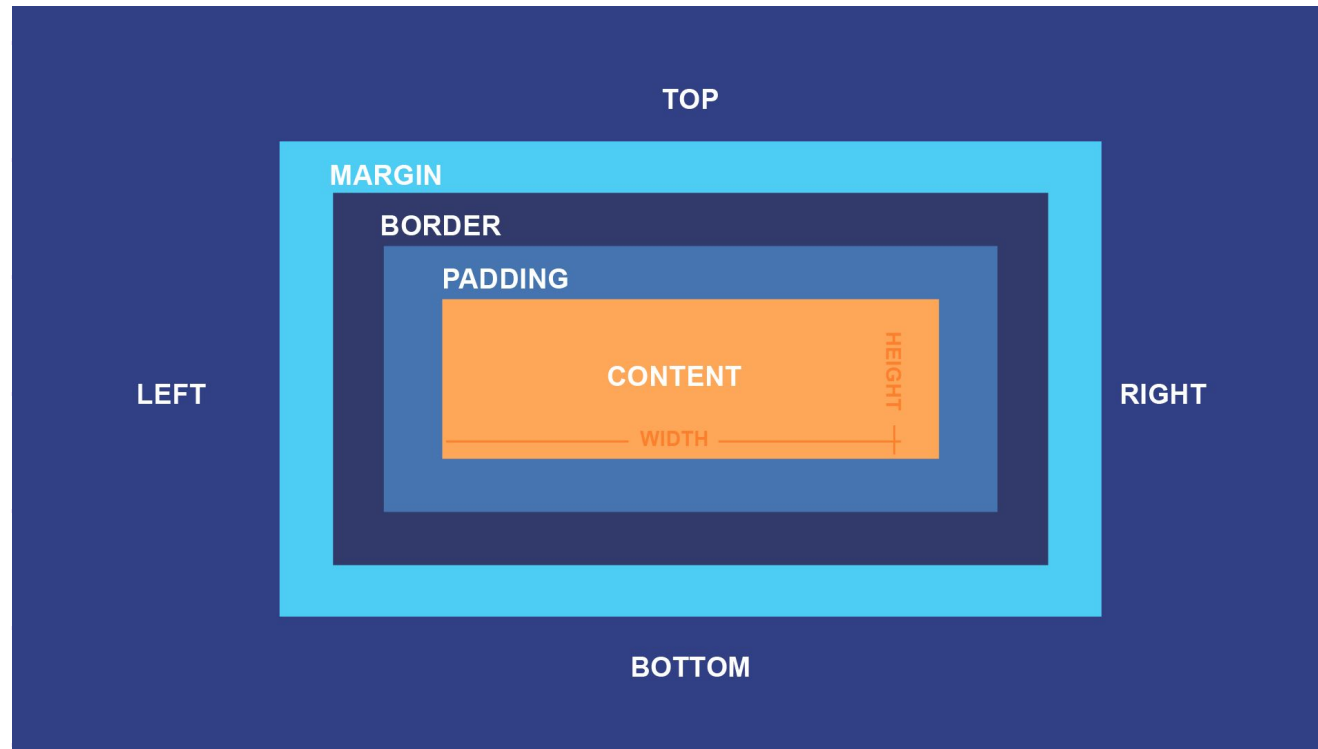 TOP
MARGIN
BORDER
PADDING
HEIGHT
CONTENT
LEFT
RIGHT
WIDTH
BOTTOM